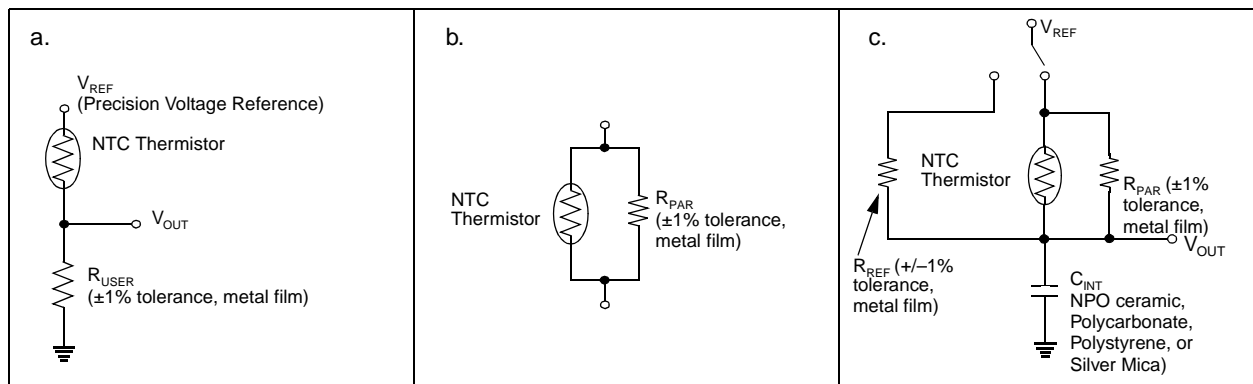 a.
V_REF
(Precision Voltage Reference)
NTC Thermistor
V_OUT
R_USER
(±1% tolerance, metal film)
b.
NTC
Thermistor
R_PAR
(±1% tolerance,
metal film)
c.
V_REF
NTC
Thermistor
R_PAR (±1%
tolerance,
metal film)
V_OUT
R_REF (+/–1%
tolerance,
metal film)
C_INT
NPO ceramic,
Polycarbonate,
Polystyrene, or
Silver Mica)